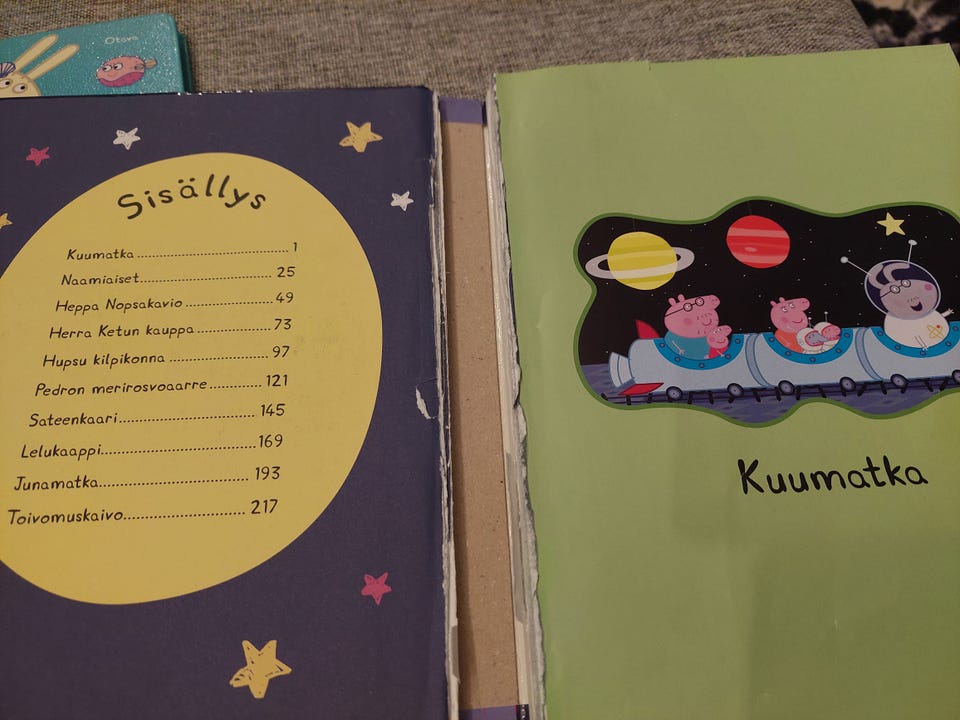 Otava
Sisällys
Kuumatka ........................................ 1
Naamiaiset ...................................... 25
Heppa Nopsakavio ........................ 49
Herra Ketun kauppa ..................... 73
Hupsu kilpikonna ......................... 97
Pedron merirosvoaarre ............ 121
Sateenkaari ................................ 145
Lelukaappi .................................. 169
Junamatka .................................. 193
Toivomuskaivo ............................ 217
Kuumatka